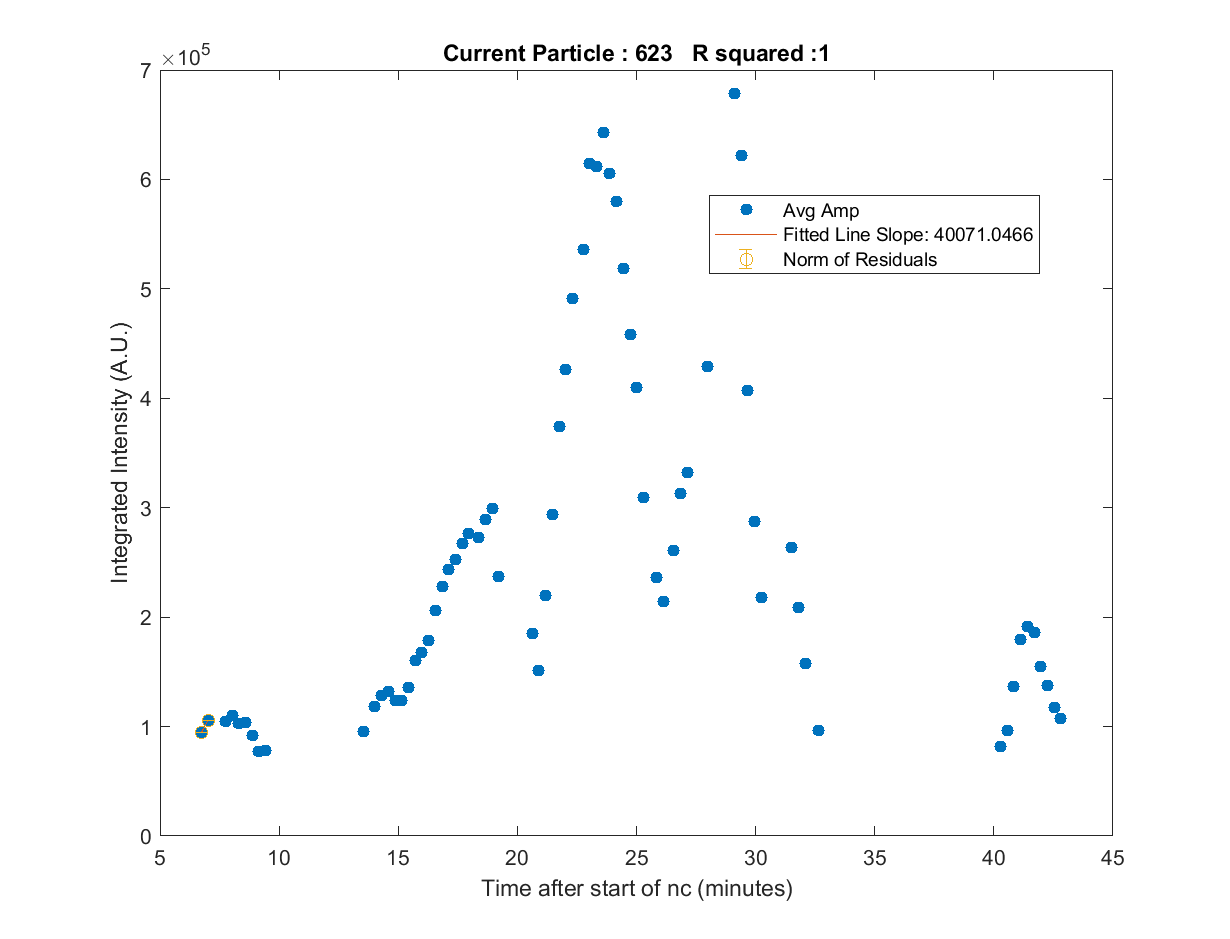 Current Particle : 623   R squared :1
×10^5
7
6
5
4
3
2
1
0
Integrated Intensity (A.U.)
Avg Amp
Fitted Line Slope: 40071.0466
Norm of Residuals
5 10 15 20 25 30 35 40 45
Time after start of nc (minutes)